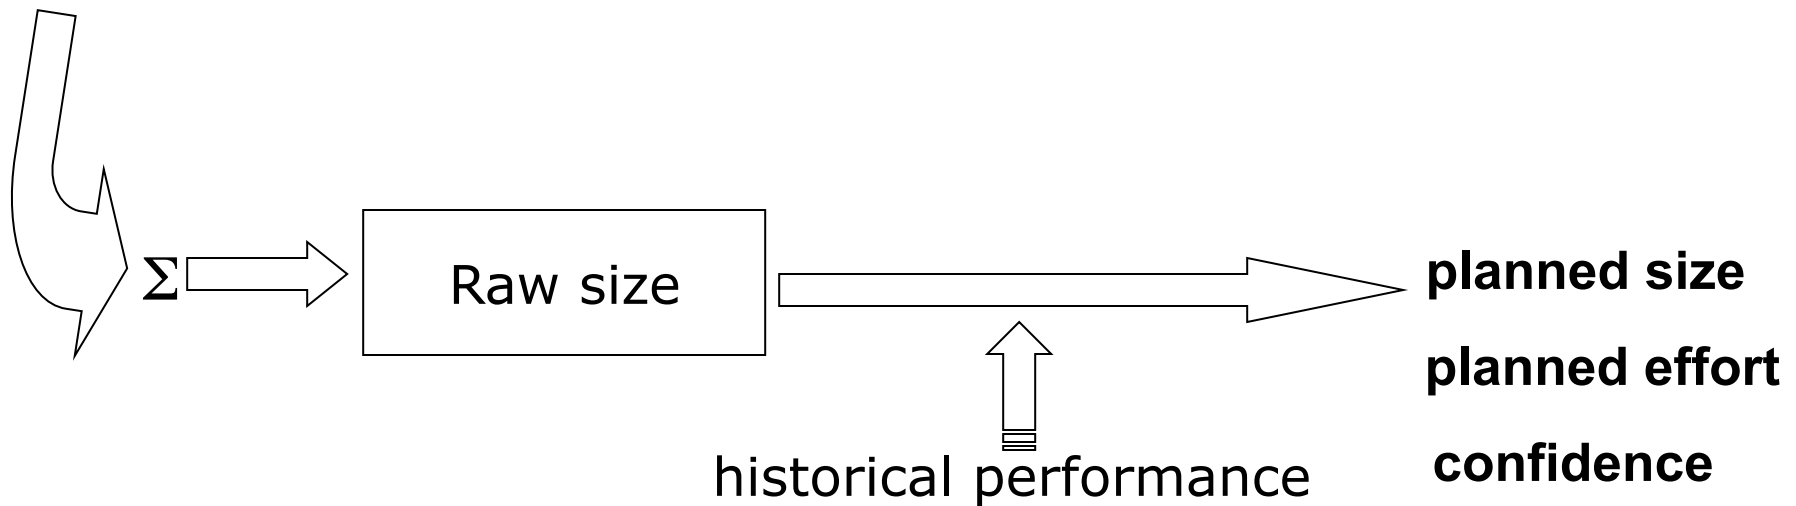 Σ
Raw size
planned size
planned effort
historical performance
confidence